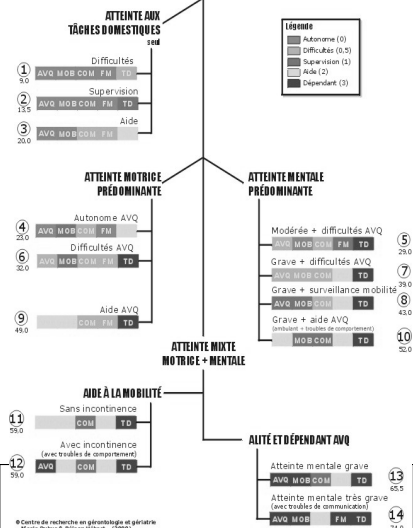 ATTEINTE AUX
TÂCHES DOMESTIQUES
seul
Légende
Autonome (0)
Difficultés (0,5)
Supervision (1)
Aide (2)
Dépendant (3)
Difficultés
1 AVQ MOB COM FM TD
9.0
Supervision
2 AVQ MOB COM FM TD
13.5
Aide
3 AVQ MOB COM FM
20.0
ATTEINTE MOTRICE
PRÉDOMINANTE
Autonome AVQ
4 AVQ MOB COM FM
23.0
Difficultés AVQ
6 AVQ MOB COM FM TD
32.0
Aide AVQ
9 COM FM TD
49.0
ATTEINTE MENTALE
PRÉDOMINANTE
Modérée + difficultés AVQ
AVQ MOB COM FM TD 5
29.0
Grave + difficultés AVQ
AVQ MOB COM TD 7
39.0
Grave + surveillance mobilité
AVQ MOB COM TD 8
43.0
Grave + aide AVQ
(ambulant + troubles de comportement)
MOB COM TD 10
52.0
ATTEINTE MIXTE
MOTRICE + MENTALE
AIDE À LA MOBILITÉ
Sans incontinence
11 COM TD
59.0
Avec incontinence
(avec troubles de comportement)
12 AVQ COM TD
59.0
ALITÉ ET DÉPENDANT AVQ
Atteinte mentale grave
AVQ MOB COM TD 13
65.5
Atteinte mentale très grave
(avec troubles de communication)
AVQ MOB COM FM TD 14
© Centre de recherche en gérontologie et gériatrie